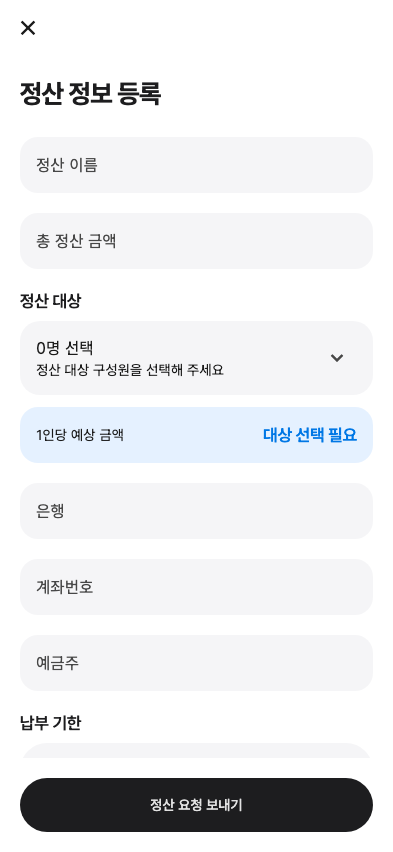 정산 정보 등록
정산 이름
총 정산 금액
정산 대상
0명 선택
정산 대상 구성원을 선택해 주세요
1인당 예상 금액 대상 선택 필요
은행
계좌번호
예금주
납부 기한
정산 요청 보내기